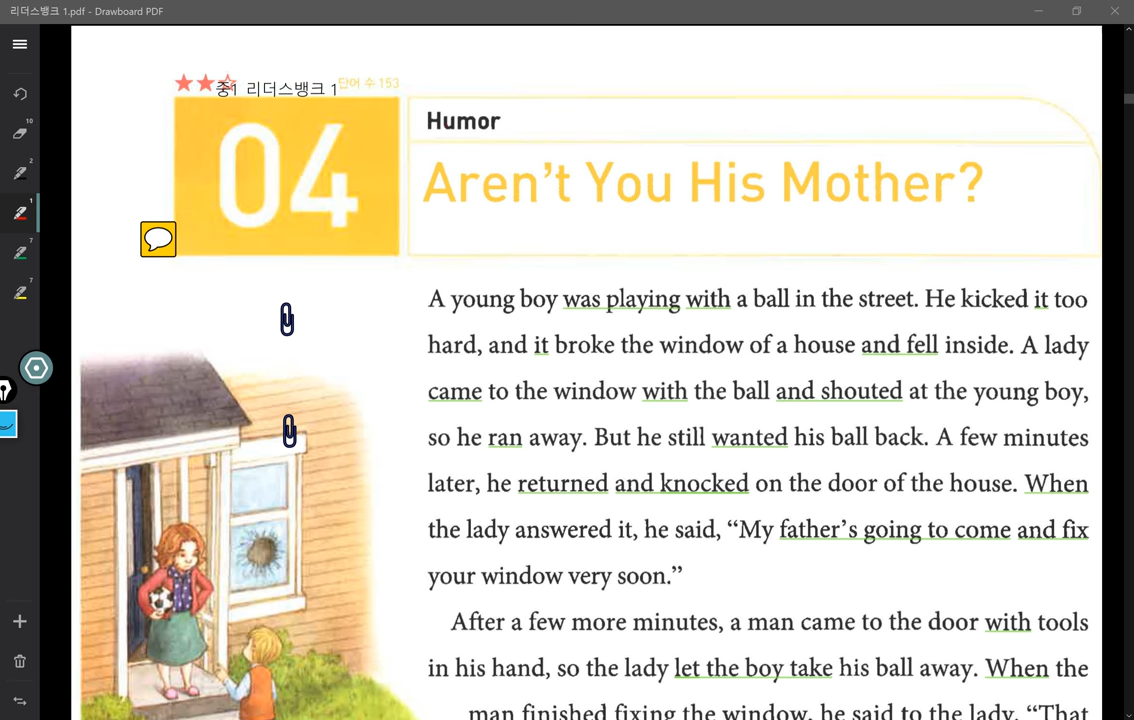 리더스뱅크 1.pdf - Drawboard PDF
중1 리더스뱅크 1
단어 수 153
04
Humor
Aren't You His Mother?
A young boy was playing with a ball in the street. He kicked it too
hard, and it broke the window of a house and fell inside. A lady
came to the window with the ball and shouted at the young boy,
so he ran away. But he still wanted his ball back. A few minutes
later, he returned and knocked on the door of the house. When
the lady answered it, he said, “My father’s going to come and fix
your window very soon.”
After a few more minutes, a man came to the door with tools
in his hand, so the lady let the boy take his ball away. When the
man finished fixing the window, he said to the lady, “That
10
2
1
7
7